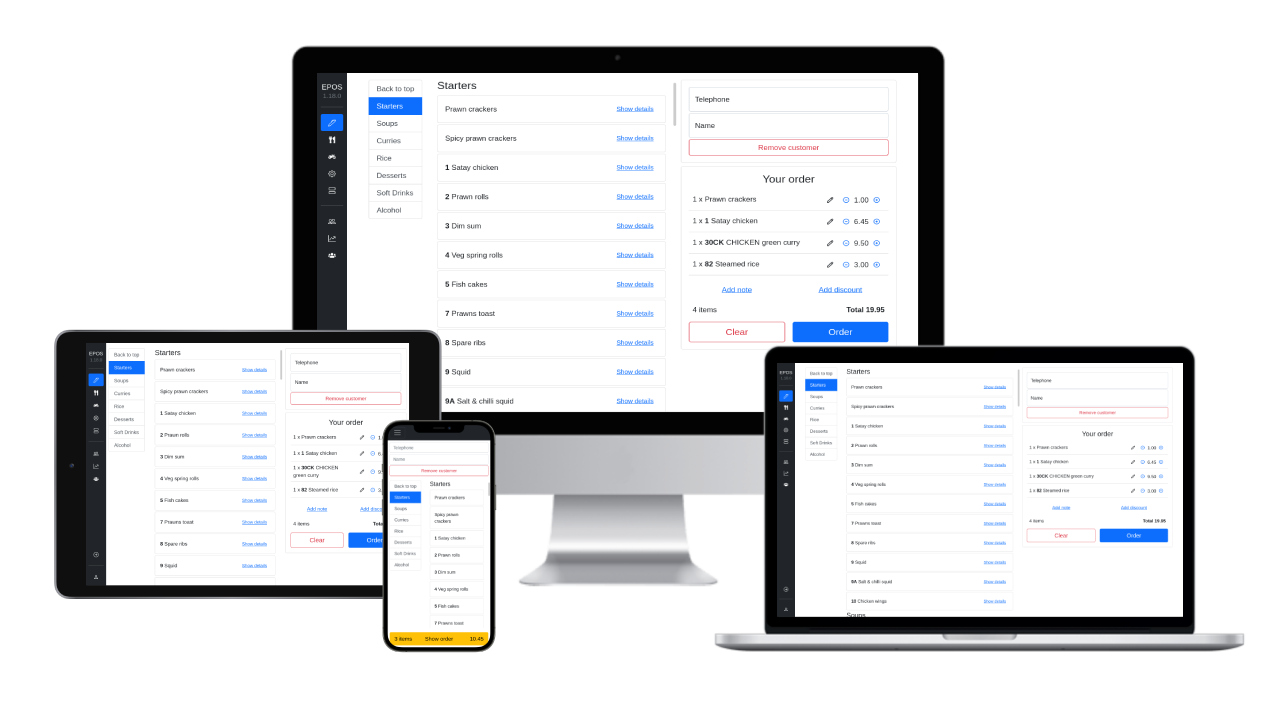 EPOS
1.18.0
Back to top
Starters
Soups
Curries
Rice
Desserts
Soft Drinks
Alcohol
Starters
Prawn crackers Show details
Spicy prawn crackers Show details
1 Satay chicken Show details
2 Prawn rolls Show details
3 Dim sum Show details
4 Veg spring rolls Show details
5 Fish cakes Show details
7 Prawns toast Show details
8 Spare ribs Show details
9 Squid Show details
9A Salt & chilli squid Show details
Telephone
Name
Remove customer
Your order
1 x Prawn crackers 1.00
1 x 1 Satay chicken 6.45
1 x 30CK CHICKEN green curry 9.50
1 x 82 Steamed rice 3.00
Add note Add discount
4 items Total 19.95
Clear Order
EPOS
1.18.0
Back to top
Starters
Soups
Curries
Rice
Desserts
Soft Drinks
Alcohol
Starters
Prawn crackers Show details
Spicy prawn crackers Show details
1 Satay chicken Show details
2 Prawn rolls Show details
3 Dim sum Show details
4 Veg spring rolls Show details
5 Fish cakes Show details
7 Prawns toast Show details
8 Spare ribs Show details
9 Squid Show details
Telephone
Name
Remove customer
Your order
1 x Prawn crackers
1 x 1 Satay chicken
1 x 30CK CHICKEN
green curry
1 x 82 Steamed rice
Add note
4 items
Clear Order
Telephone
Name
Remove customer
Back to top
Starters
Soups
Curries
Rice
Desserts
Soft Drinks
Alcohol
Starters
Prawn crackers
Spicy prawn
crackers
1 Satay chicken
2 Prawn rolls
3 Dim sum
4 Veg spring rolls
5 Fish cakes
7 Prawns toast
3 items Show order 10.45
EPOS
1.18.0
Back to top
Starters
Soups
Curries
Rice
Desserts
Soft Drinks
Alcohol
Starters
Prawn crackers Show details
Spicy prawn crackers Show details
1 Satay chicken Show details
2 Prawn rolls Show details
3 Dim sum Show details
4 Veg spring rolls Show details
5 Fish cakes Show details
7 Prawns toast Show details
8 Spare ribs Show details
9 Squid Show details
9A Salt & chilli squid Show details
10 Chicken wings Show details
Soups
Telephone
Name
Remove customer
Your order
1 x Prawn crackers 1.00
1 x 1 Satay chicken 6.45
1 x 30CK CHICKEN green curry 9.50
1 x 82 Steamed rice 3.00
Add note Add discount
4 items Total 19.95
Clear Order